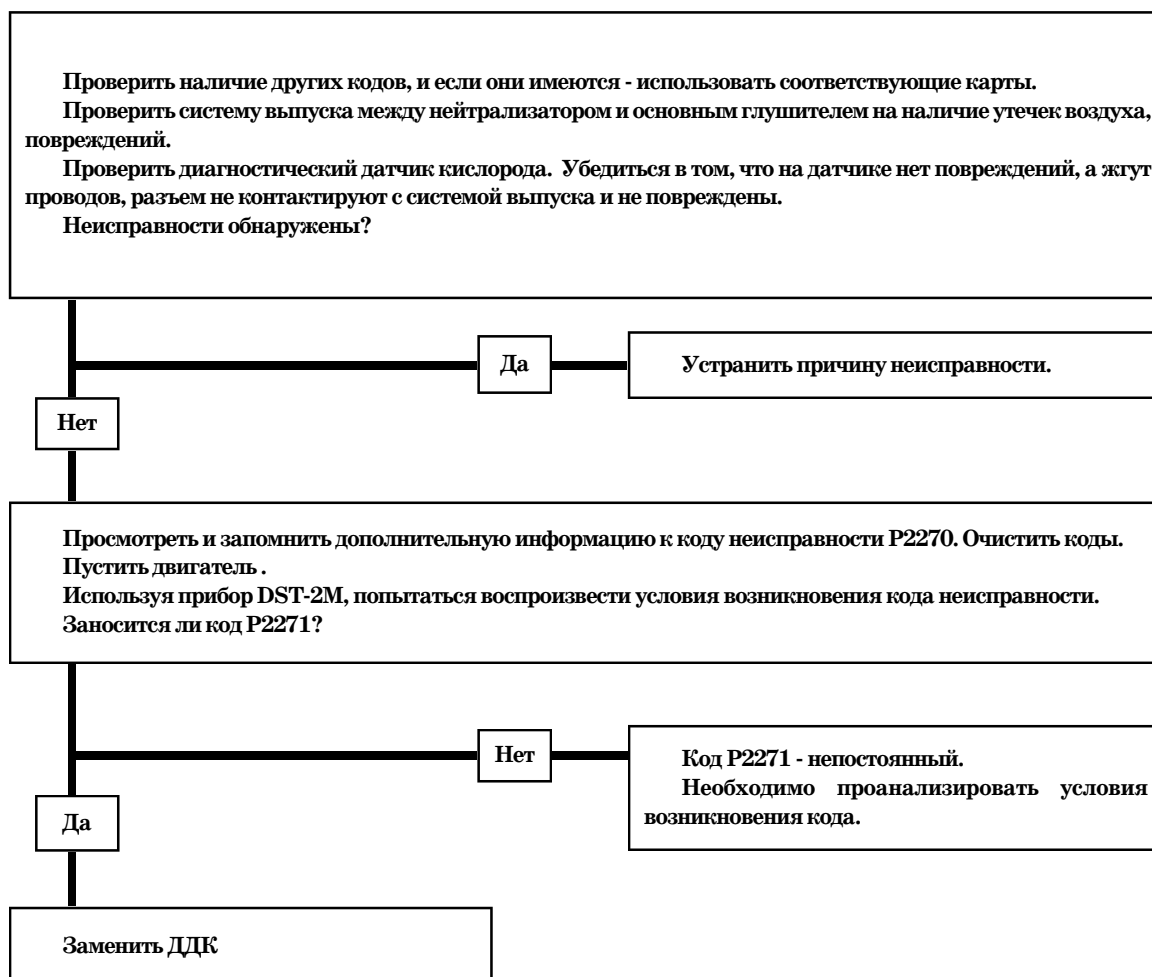 Проверить наличие других кодов, и если они имеются - использовать соответствующие карты.
Проверить систему выпуска между нейтрализатором и основным глушителем на наличие утечек воздуха,
повреждений.
Проверить диагностический датчик кислорода. Убедиться в том, что на датчике нет повреждений, а жгут
проводов, разъем не контактируют с системой выпуска и не повреждены.
Неисправности обнаружены?
Да
Устранить причину неисправности.
Нет
Просмотреть и запомнить дополнительную информацию к коду неисправности Р2270. Очистить коды.
Пустить двигатель .
Используя прибор DST-2M, попытаться воспроизвести условия возникновения кода неисправности.
Заносится ли код Р2271?
Нет
Код Р2271 - непостоянный.
Необходимо проанализировать условия
возникновения кода.
Да
Заменить ДДК